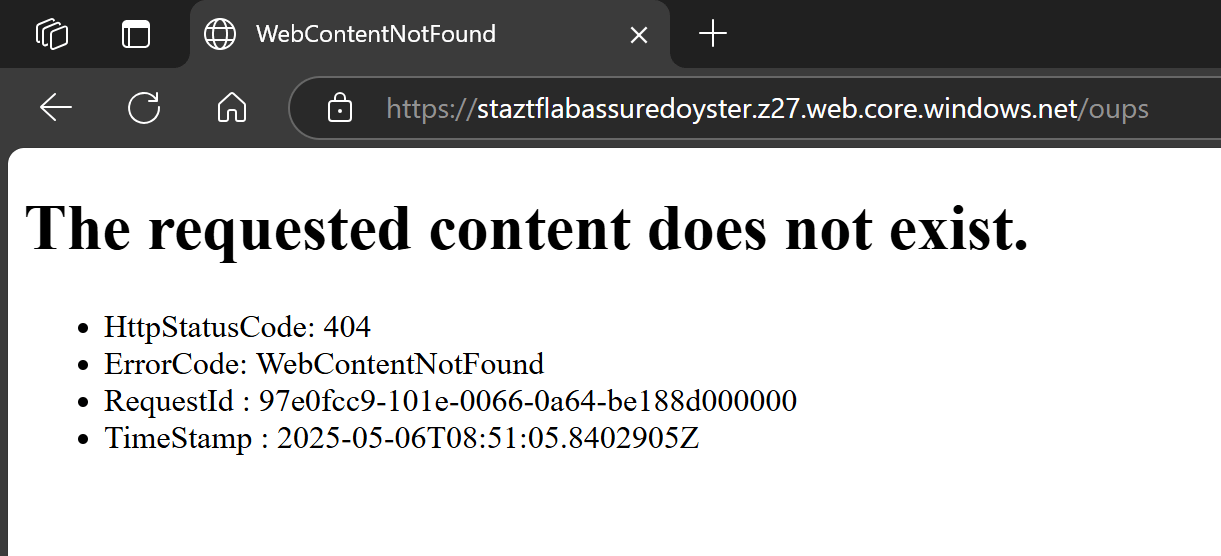 WebContentNotFound
https://staztflabassuredoyster.z27.web.core.windows.net/oups
The requested content does not exist.
HttpStatusCode: 404
ErrorCode: WebContentNotFound
RequestId : 97e0fcc9-101e-0066-0a64-be188d000000
TimeStamp : 2025-05-06T08:51:05.8402905Z